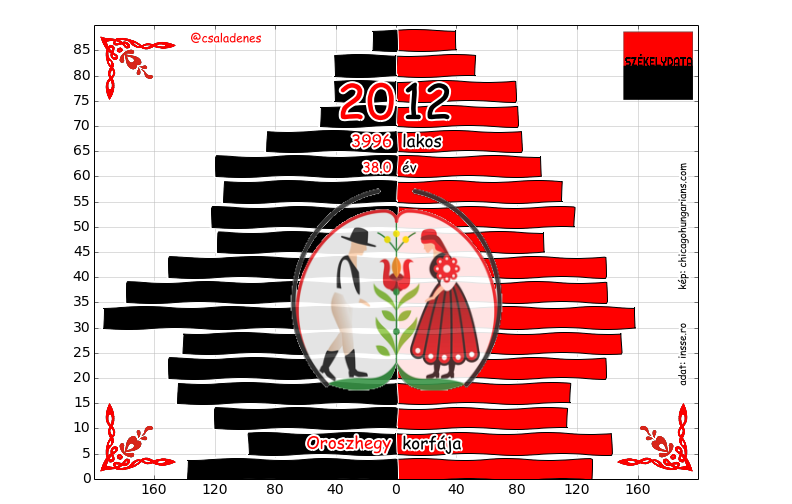 @csaladenes
SZÉKELYDATA
2012
3996 lakos
38.0 év
kép: chicagohungarians.com
adat: insse.ro
Oroszhegy korfája
85
80
75
70
65
60
55
50
45
40
35
30
25
20
15
10
5
0
160 120 80 40 0 40 80 120 160